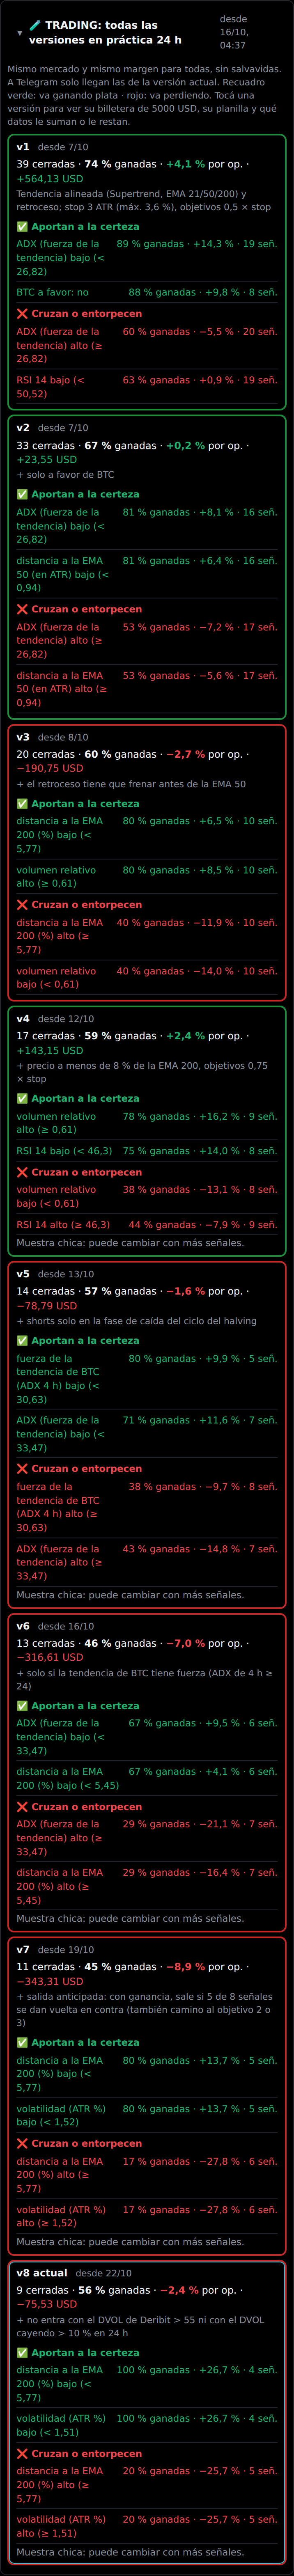 ▼ 🧪 TRADING: todas las versiones en práctica 24 h
desde 16/10, 04:37
Mismo mercado y mismo margen para todas, sin salvavidas.
A Telegram solo llegan las de la versión actual. Recuadro
verde: va ganando plata · rojo: va perdiendo. Tocá una
versión para ver su billetera de 5000 USD, su planilla y qué
datos le suman o le restan.
v1 desde 7/10
39 cerradas · 74 % ganadas · +4,1 % por op. ·
+564,13 USD
Tendencia alineada (Supertrend, EMA 21/50/200) y
retroceso; stop 3 ATR (máx. 3,6 %), objetivos 0,5 × stop
✅ Aportan a la certeza
ADX (fuerza de la tendencia) bajo (< 26,82) 89 % ganadas · +14,3 % · 19 señ.
BTC a favor: no 88 % ganadas · +9,8 % · 8 señ.
❌ Cruzan o entorpecen
ADX (fuerza de la tendencia) alto (≥ 26,82) 60 % ganadas · −5,5 % · 20 señ.
RSI 14 bajo (< 50,52) 63 % ganadas · +0,9 % · 19 señ.
v2 desde 7/10
33 cerradas · 67 % ganadas · +0,2 % por op. ·
+23,55 USD
+ solo a favor de BTC
✅ Aportan a la certeza
ADX (fuerza de la tendencia) bajo (< 26,82) 81 % ganadas · +8,1 % · 16 señ.
distancia a la EMA 50 (en ATR) bajo (< 0,94) 81 % ganadas · +6,4 % · 16 señ.
❌ Cruzan o entorpecen
ADX (fuerza de la tendencia) alto (≥ 26,82) 53 % ganadas · −7,2 % · 17 señ.
distancia a la EMA 50 (en ATR) alto (≥ 0,94) 53 % ganadas · −5,6 % · 17 señ.
v3 desde 8/10
20 cerradas · 60 % ganadas · −2,7 % por op. ·
−190,75 USD
+ el retroceso tiene que frenar antes de la EMA 50
✅ Aportan a la certeza
distancia a la EMA 200 (%) bajo (< 5,77) 80 % ganadas · +6,5 % · 10 señ.
volumen relativo alto (≥ 0,61) 80 % ganadas · +8,5 % · 10 señ.
❌ Cruzan o entorpecen
distancia a la EMA 200 (%) alto (≥ 5,77) 40 % ganadas · −11,9 % · 10 señ.
volumen relativo bajo (< 0,61) 40 % ganadas · −14,0 % · 10 señ.
v4 desde 12/10
17 cerradas · 59 % ganadas · +2,4 % por op. ·
+143,15 USD
+ precio a menos de 8 % de la EMA 200, objetivos 0,75
× stop
✅ Aportan a la certeza
volumen relativo alto (≥ 0,61) 78 % ganadas · +16,2 % · 9 señ.
RSI 14 bajo (< 46,3) 75 % ganadas · +14,0 % · 8 señ.
❌ Cruzan o entorpecen
volumen relativo bajo (< 0,61) 38 % ganadas · −13,1 % · 8 señ.
RSI 14 alto (≥ 46,3) 44 % ganadas · −7,9 % · 9 señ.
Muestra chica: puede cambiar con más señales.
v5 desde 13/10
14 cerradas · 57 % ganadas · −1,6 % por op. ·
−78,79 USD
+ shorts solo en la fase de caída del ciclo del halving
✅ Aportan a la certeza
fuerza de la tendencia de BTC (ADX 4 h) bajo (< 30,63) 80 % ganadas · +9,9 % · 5 señ.
ADX (fuerza de la tendencia) bajo (< 33,47) 71 % ganadas · +11,6 % · 7 señ.
❌ Cruzan o entorpecen
fuerza de la tendencia de BTC (ADX 4 h) alto (≥ 30,63) 38 % ganadas · −9,7 % · 8 señ.
ADX (fuerza de la tendencia) alto (≥ 33,47) 43 % ganadas · −14,8 % · 7 señ.
Muestra chica: puede cambiar con más señales.
v6 desde 16/10
13 cerradas · 46 % ganadas · −7,0 % por op. ·
−316,61 USD
+ solo si la tendencia de BTC tiene fuerza (ADX de 4 h ≥
24)
✅ Aportan a la certeza
ADX (fuerza de la tendencia) bajo (< 33,47) 67 % ganadas · +9,5 % · 6 señ.
distancia a la EMA 200 (%) bajo (< 5,45) 67 % ganadas · +4,1 % · 6 señ.
❌ Cruzan o entorpecen
ADX (fuerza de la tendencia) alto (≥ 33,47) 29 % ganadas · −21,1 % · 7 señ.
distancia a la EMA 200 (%) alto (≥ 5,45) 29 % ganadas · −16,4 % · 7 señ.
Muestra chica: puede cambiar con más señales.
v7 desde 19/10
11 cerradas · 45 % ganadas · −8,9 % por op. ·
−343,31 USD
+ salida anticipada: con ganancia, sale si 5 de 8 señales
se dan vuelta en contra (también camino al objetivo 2 o
3)
✅ Aportan a la certeza
distancia a la EMA 200 (%) bajo (< 5,77) 80 % ganadas · +13,7 % · 5 señ.
volatilidad (ATR %) bajo (< 1,52) 80 % ganadas · +13,7 % · 5 señ.
❌ Cruzan o entorpecen
distancia a la EMA 200 (%) alto (≥ 5,77) 17 % ganadas · −27,8 % · 6 señ.
volatilidad (ATR %) alto (≥ 1,52) 17 % ganadas · −27,8 % · 6 señ.
Muestra chica: puede cambiar con más señales.
v8 actual desde 22/10
9 cerradas · 56 % ganadas · −2,4 % por op. ·
−75,53 USD
+ no entra con el DVOL de Deribit > 55 ni con el DVOL
cayendo > 10 % en 24 h
✅ Aportan a la certeza
distancia a la EMA 200 (%) bajo (< 5,77) 100 % ganadas · +26,7 % · 4 señ.
volatilidad (ATR %) bajo (< 1,51) 100 % ganadas · +26,7 % · 4 señ.
❌ Cruzan o entorpecen
distancia a la EMA 200 (%) alto (≥ 5,77) 20 % ganadas · −25,7 % · 5 señ.
volatilidad (ATR %) alto (≥ 1,51) 20 % ganadas · −25,7 % · 5 señ.
Muestra chica: puede cambiar con más señales.